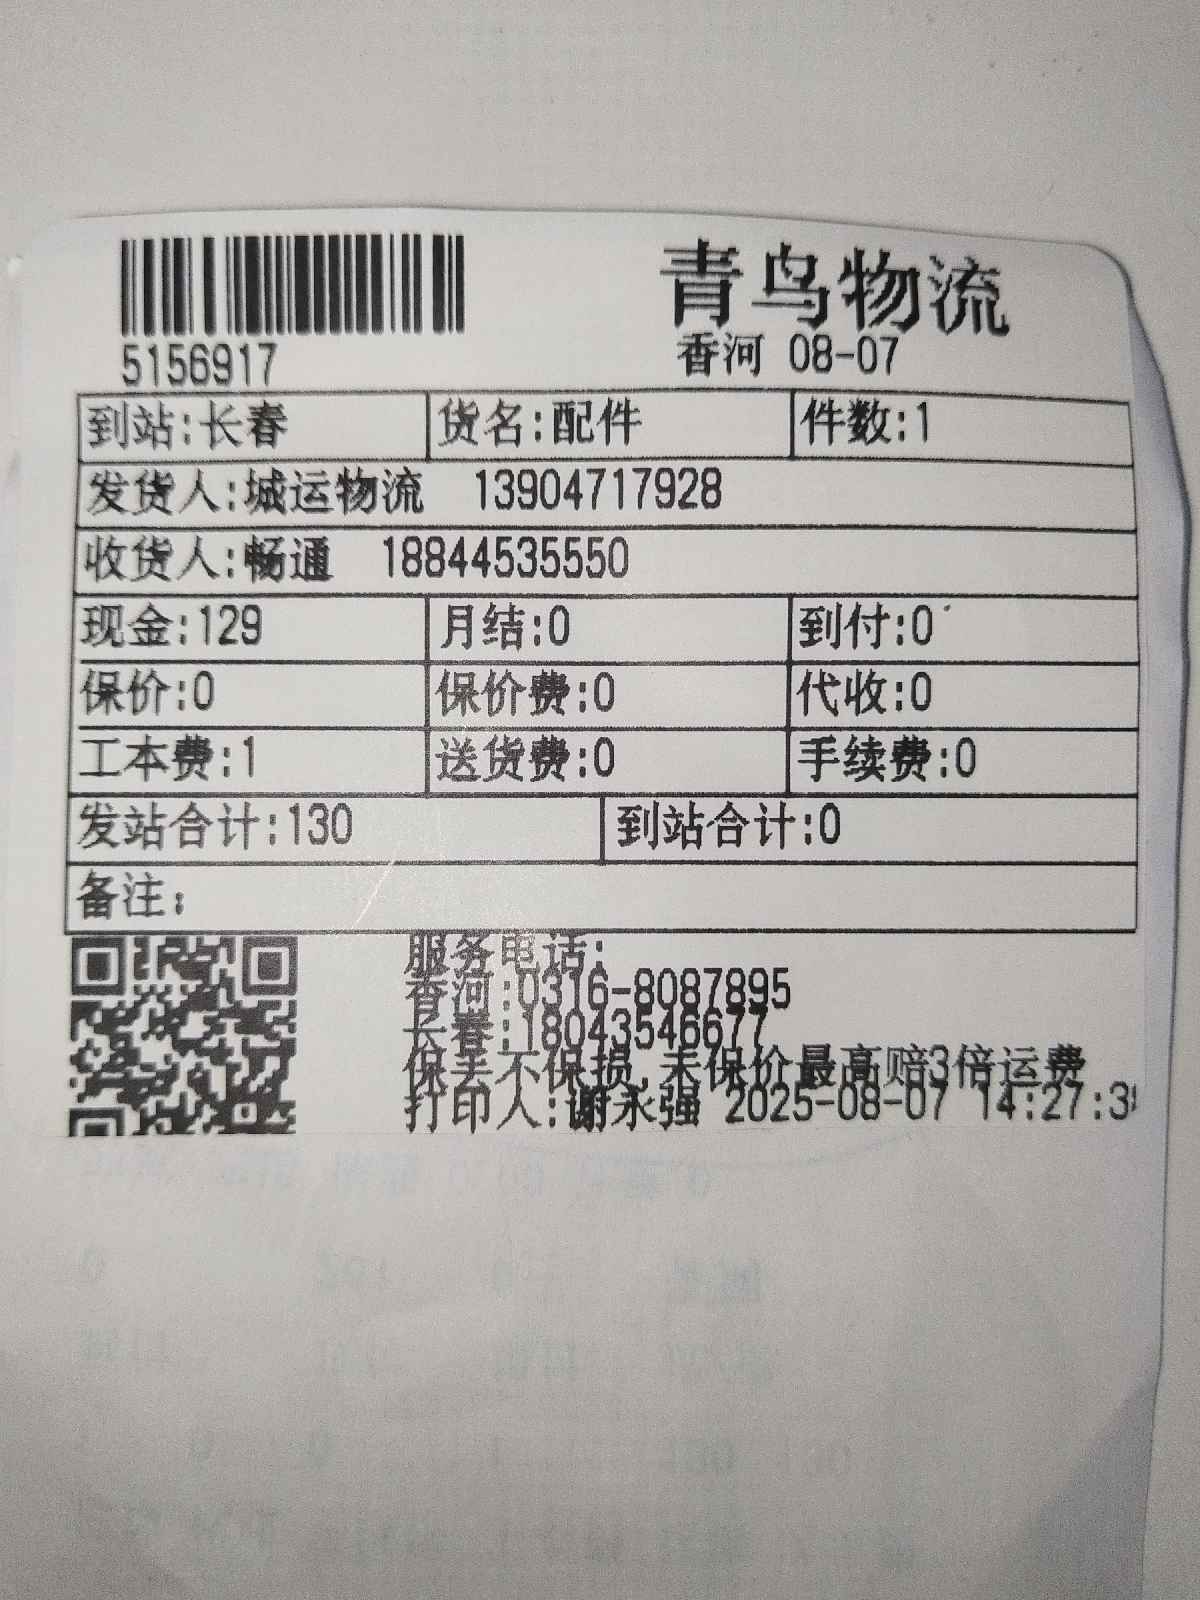 青鸟物流
5156917
香河 08-07
到站:长春 货名:配件 件数:1
发货人:城运物流 13904717928
收货人:畅通 18844535550
现金:129 月结:0 到付:0
保价:0 保价费:0 代收:0
工本费:1 送货费:0 手续费:0
发站合计:130 到站合计:0
备注:
服务电话:
香河:0316-8087895
长春:18043546677
保丢不保损,未保价最高赔3倍运费
打印人:谢永强 2025-08-07 14:27:3